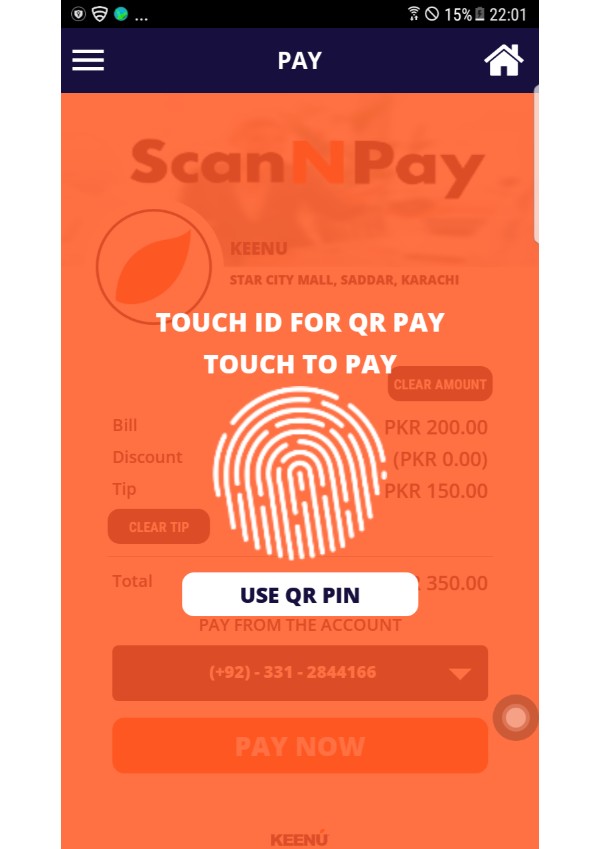 ... 15% 22:01
PAY
ScanNPay
KEENU
STAR CITY MALL, SADDAR, KARACHI
TOUCH ID FOR QR PAY
TOUCH TO PAY
CLEAR AMOUNT
Bill PKR 200.00
Discount (PKR 0.00)
Tip PKR 150.00
CLEAR TIP
Total 350.00
USE QR PIN
PAY FROM THE ACCOUNT
(+92) - 331 - 2844166
PAY NOW
KEENÚ